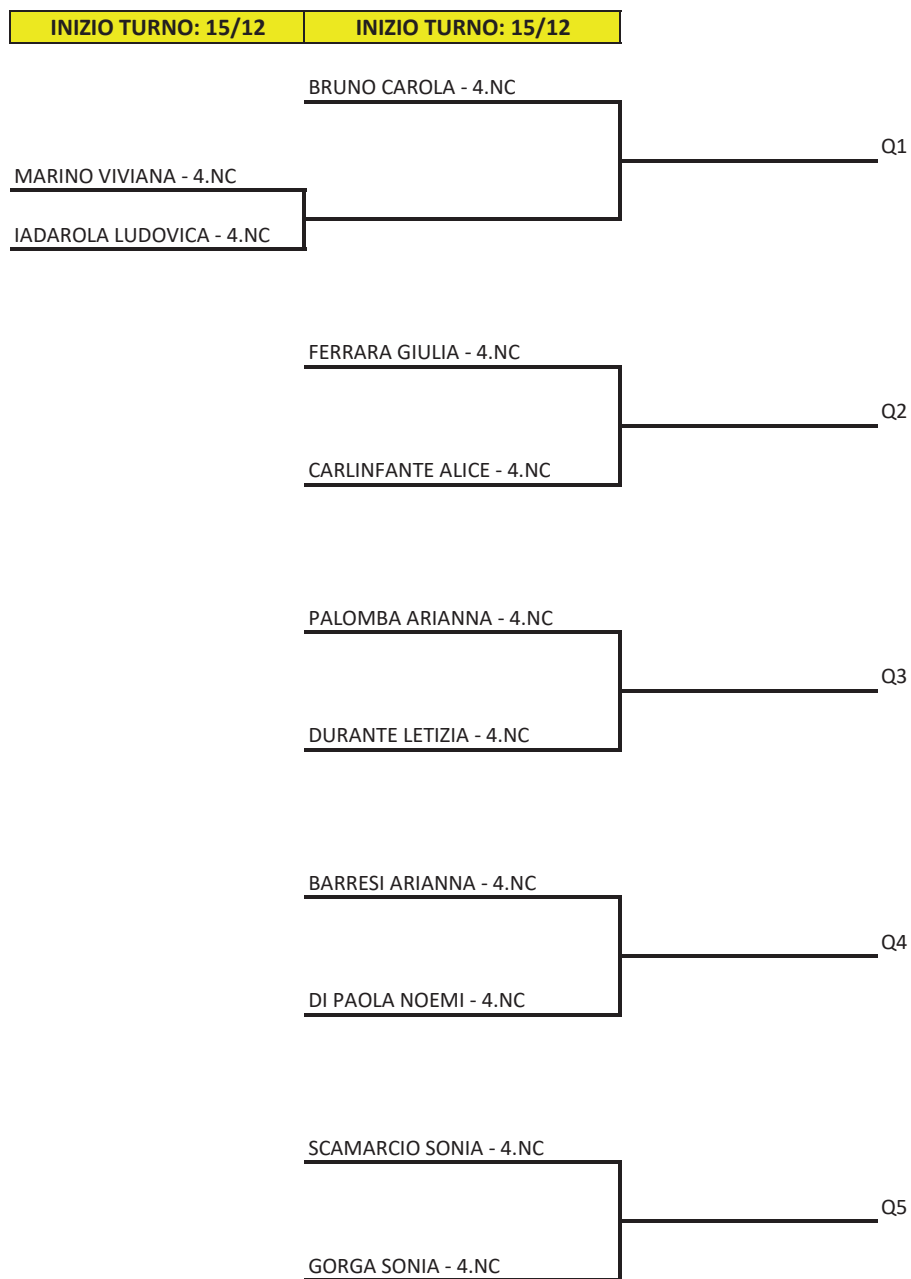 INIZIO TURNO: 15/12 INIZIO TURNO: 15/12
BRUNO CAROLA - 4.NC
Q1
MARINO VIVIANA - 4.NC
IADAROLA LUDOVICA - 4.NC
FERRARA GIULIA - 4.NC
Q2
CARLINFANTE ALICE - 4.NC
PALOMBA ARIANNA - 4.NC
Q3
DURANTE LETIZIA - 4.NC
BARRESI ARIANNA - 4.NC
Q4
DI PAOLA NOEMI - 4.NC
SCAMARCIO SONIA - 4.NC
Q5
GORGA SONIA - 4.NC